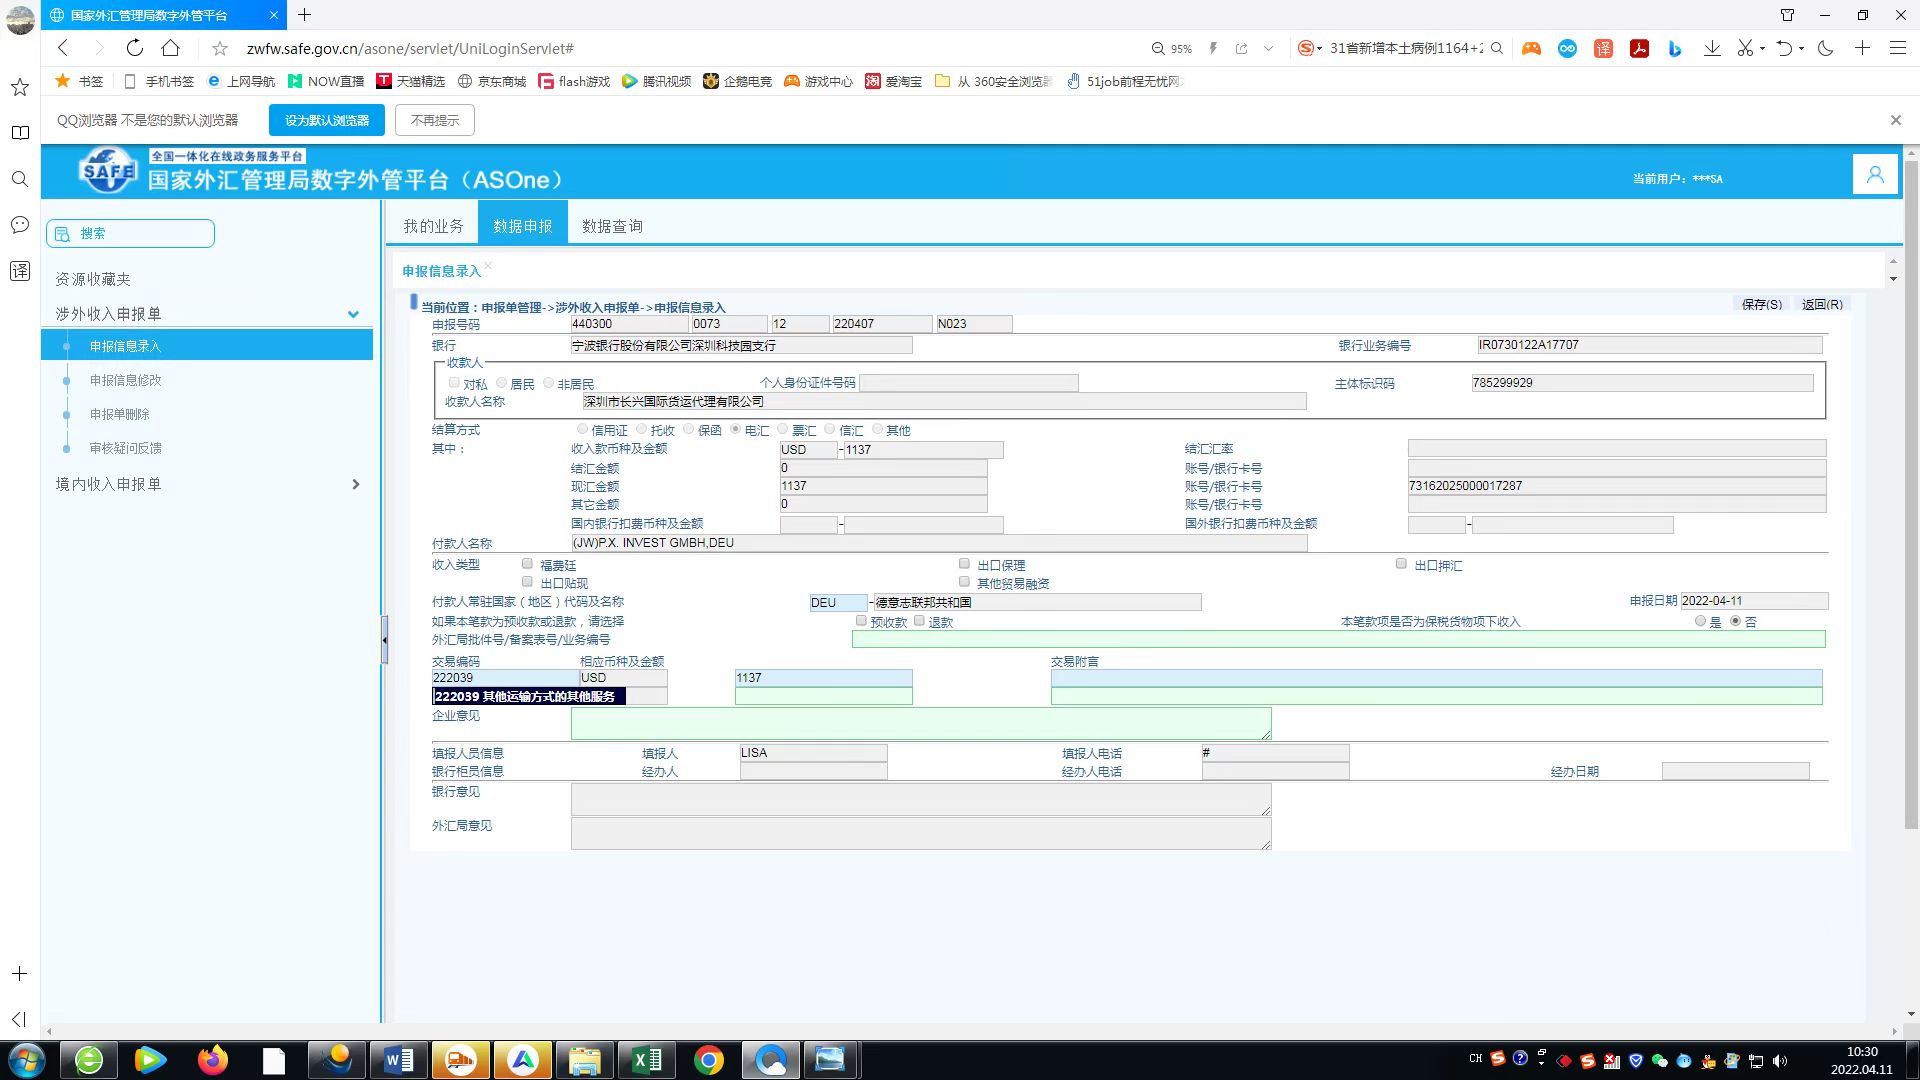 国家外汇管理局数字外管平台
zwfw.safe.gov.cn/asone/servlet/UniLoginServlet#
95%
31省新增本土病例1164+2
书签 手机书签 上网导航 NOW直播 天猫精选 京东商城 flash游戏 腾讯视频 企鹅电竞 游戏中心 爱淘宝 从 360安全浏览器 51job前程无忧网
QQ浏览器 不是您的默认浏览器 设为默认浏览器 不再提示
SAFE
全国一体化在线政务服务平台
国家外汇管理局数字外管平台（ASOne）
当前用户：***SA
译
搜索
我的业务 数据申报 数据查询
资源收藏夹
涉外收入申报单
申报信息录入
申报信息修改
申报单删除
审核疑问反馈
境内收入申报单
申报信息录入
当前位置：申报单管理->涉外收入申报单->申报信息录入
保存(S) 返回(R)
申报号码 440300 0073 12 220407 N023
银行 宁波银行股份有限公司深圳科技园支行 银行业务编号 IR0730122A17707
收款人
对私 居民 非居民 个人身份证件号码 主体标识码 785299929
收款人名称 深圳市长兴国际货运代理有限公司
结算方式 信用证 托收 保函 电汇 票汇 信汇 其他
其中： 收入款币种及金额 USD - 1137 结汇汇率
结汇金额 0 账号/银行卡号
现汇金额 1137 账号/银行卡号 73162025000017287
其它金额 0 账号/银行卡号
国内银行扣费币种及金额 - 国外银行扣费币种及金额 -
付款人名称 (JW)P.X. INVEST GMBH,DEU
收入类型 福费廷 出口保理 出口押汇
出口贴现 其他贸易融资
付款人常驻国家（地区）代码及名称 DEU - 德意志联邦共和国 申报日期 2022-04-11
如果本笔款为预收款或退款，请选择 预收款 退款 本笔款项是否为保税货物项下收入 是 否
外汇局批件号/备案表号/业务编号
交易编码 相应币种及金额 交易附言
222039 USD 1137
222039 其他运输方式的其他服务
企业意见
填报人员信息 填报人 LISA 填报人电话 #
银行柜员信息 经办人 经办人电话 经办日期
银行意见
外汇局意见
CH
10:30
2022.04.11